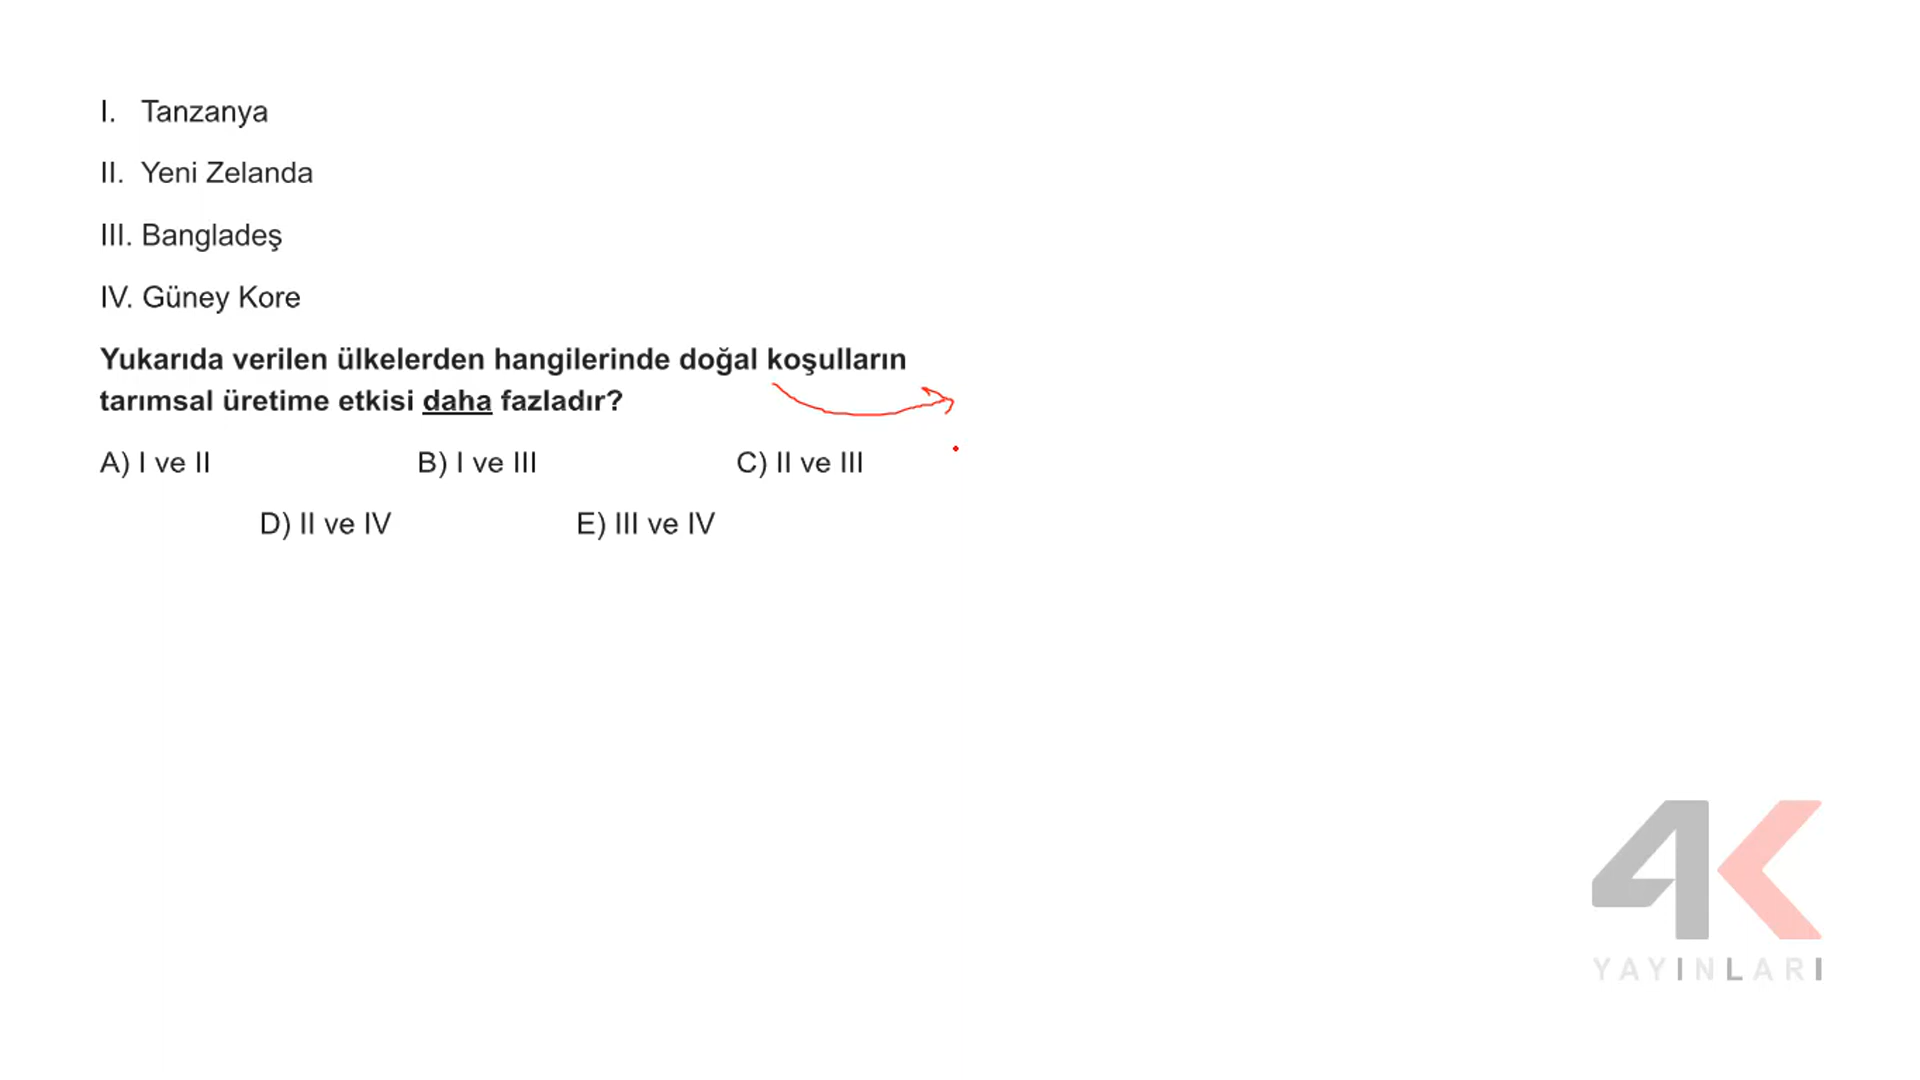 I. Tanzanya
II. Yeni Zelanda
III. Bangladeş
IV. Güney Kore
Yukarıda verilen ülkelerden hangilerinde doğal koşulların
tarımsal üretime etkisi daha fazladır?
A) I ve II B) I ve III C) II ve III
D) II ve IV E) III ve IV
4K
YAYINLARI